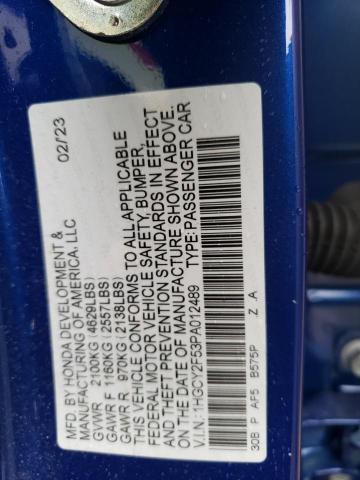 MFD. BY HONDA DEVELOPMENT & 02/23
MANUFACTURING OF AMERICA, LLC
GVWR 2100KG (4629LBS)
GAWR F 1160KG (2557LBS)
GAWR R 970KG (2138LBS)
THIS VEHICLE CONFORMS TO ALL APPLICABLE
FEDERAL MOTOR VEHICLE SAFETY, BUMPER,
AND THEFT PREVENTION STANDARDS IN EFFECT
ON THE DATE OF MANUFACTURE SHOWN ABOVE.
V.I.N.: 1HGCY2F53PA012489 TYPE: PASSENGER CAR
30B P AF5 B575P Z A